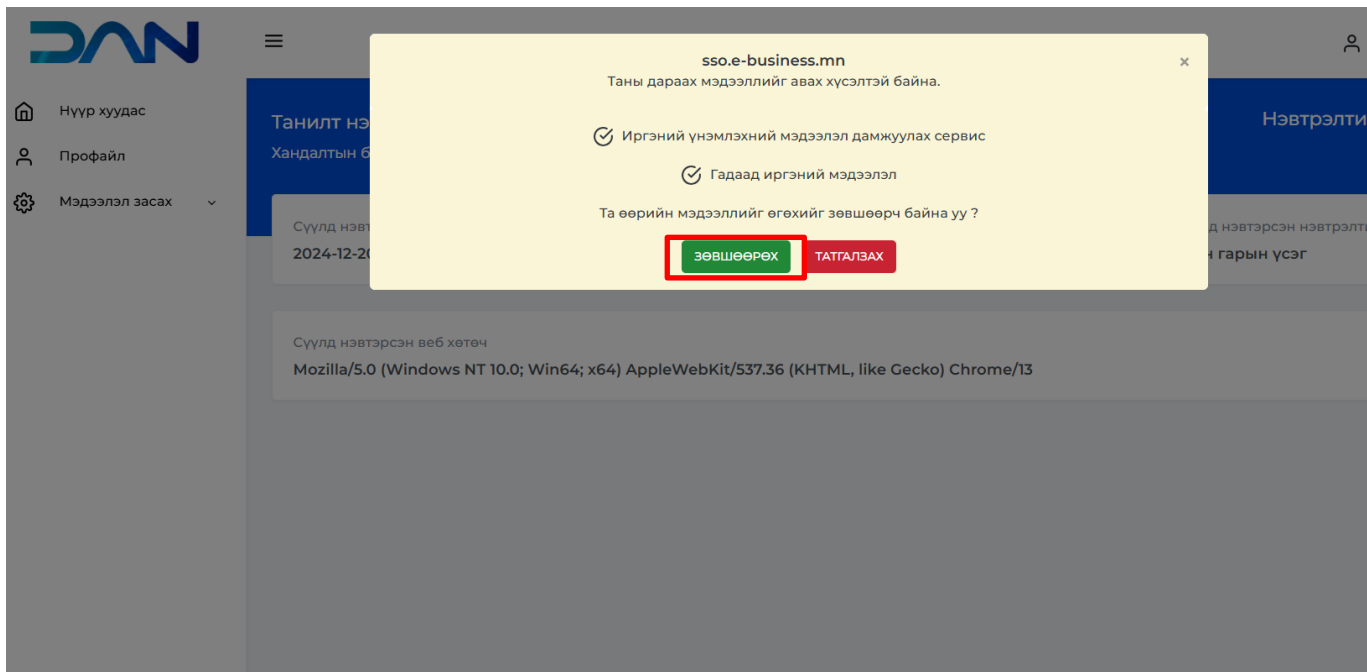 DAN
Нүүр хуудас
Профайл
Мэдээлэл засах
sso.e-business.mn
×
Таны дараах мэдээллийг авах хүсэлтэй байна.
Иргэний үнэмлэхний мэдээлэл дамжуулах сервис
Гадаад иргэний мэдээлэл
Та өөрийн мэдээллийг өгөхийг зөвшөөрч байна уу ?
ЗӨВШӨӨРӨХ ТАТГАЛЗАХ
Танилт нэ
Хандалтын б
Нэвтрэлти
Сүүлд нэвт
2024-12-20
д нэвтэрсэн нэвтрэлти
н гарын үсэг
Сүүлд нэвтэрсэн веб хөтөч
Mozilla/5.0 (Windows NT 10.0; Win64; x64) AppleWebKit/537.36 (KHTML, like Gecko) Chrome/13